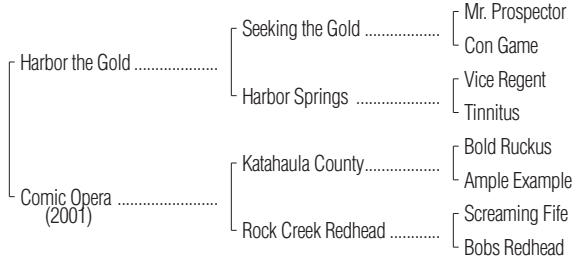 Mr. Prospector
Seeking the Gold ..................
Con Game
Harbor the Gold ....................
Vice Regent
Harbor Springs ....................
Tinnitus
Bold Ruckus
Katahaula County..................
Ample Example
Comic Opera ........................
(2001)
Screaming Fife
Rock Creek Redhead ............
Bobs Redhead